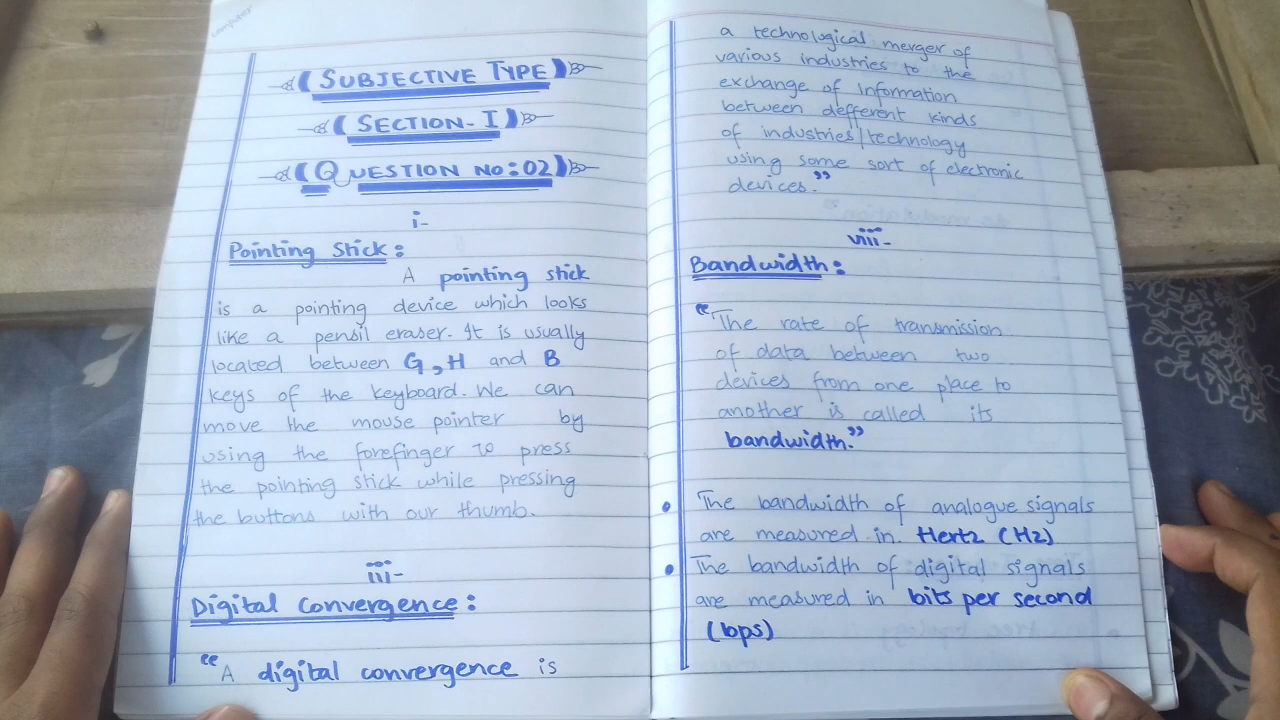 computer
(SUBJECTIVE TYPE)
(SECTION-I)
(QUESTION NO:02)
i-
Pointing Stick:
A pointing stick
is a pointing device which looks
like a pensil eraser. It is usually
located between G, H and B
keys of the keyboard. We can
move the mouse pointer by
using the forefinger to press
the pointing stick while pressing
the buttons with our thumb.
iii-
Digital Convergence:
“A digital convergence is
a technological merger of
various industries to the
exchange of information
between defferent kinds
of industries/technology
using some sort of electronic
devices.”
viii-
Bandwidth:
“The rate of transmission
of data between two
devices from one place to
another is called its
bandwidth.”
• The bandwidth of analogue signals
are measured in. Hertz (Hz)
• The bandwidth of digital signals
are measured in bits per second
(bps)